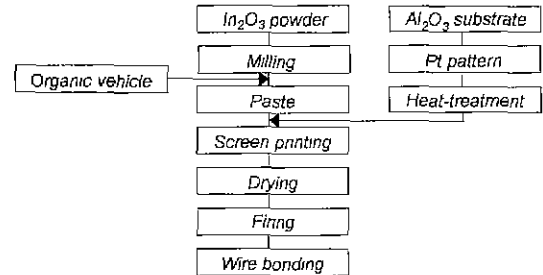 In₂O₃ powder
Al₂O₃ substrate
Milling
Pt pattern
Organic vehicle
Paste
Heat-treatment
Screen printing
Drying
Firing
Wire bonding